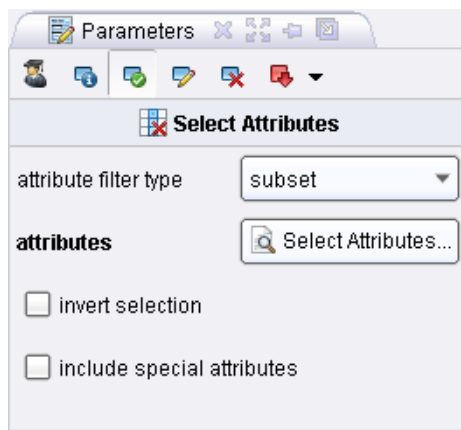 Parameters
Select Attributes
attribute filter type
subset
attributes
Select Attributes...
invert selection
include special attributes